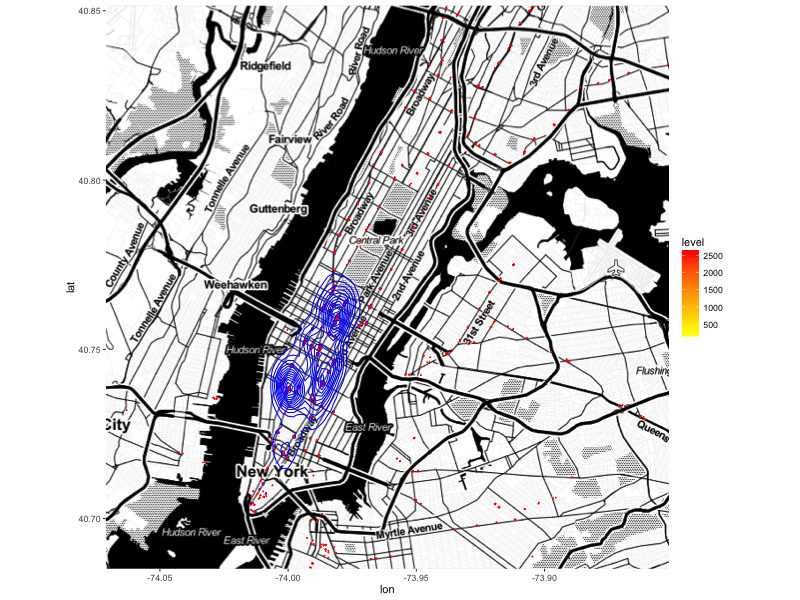 40.85
40.80
40.75
40.70
lat
-74.05
-74.00
-73.95
-73.90
lon
Hudson River
River Road
Ridgefield
3rd Avenue
Broadway
River Road
Fairview
Tonnelle Avenue
Guttenberg
Broadway
3rd Avenue
County Avenue
Central Park
Park Avenue
2nd Avenue
Weehawken
Tonnelle Avenue
31st Street
Hudson River
Flushing
City
Broadway
East River
Queens
New York
Hudson River
East River
Myrtle Avenue
level
2500
2000
1500
1000
500